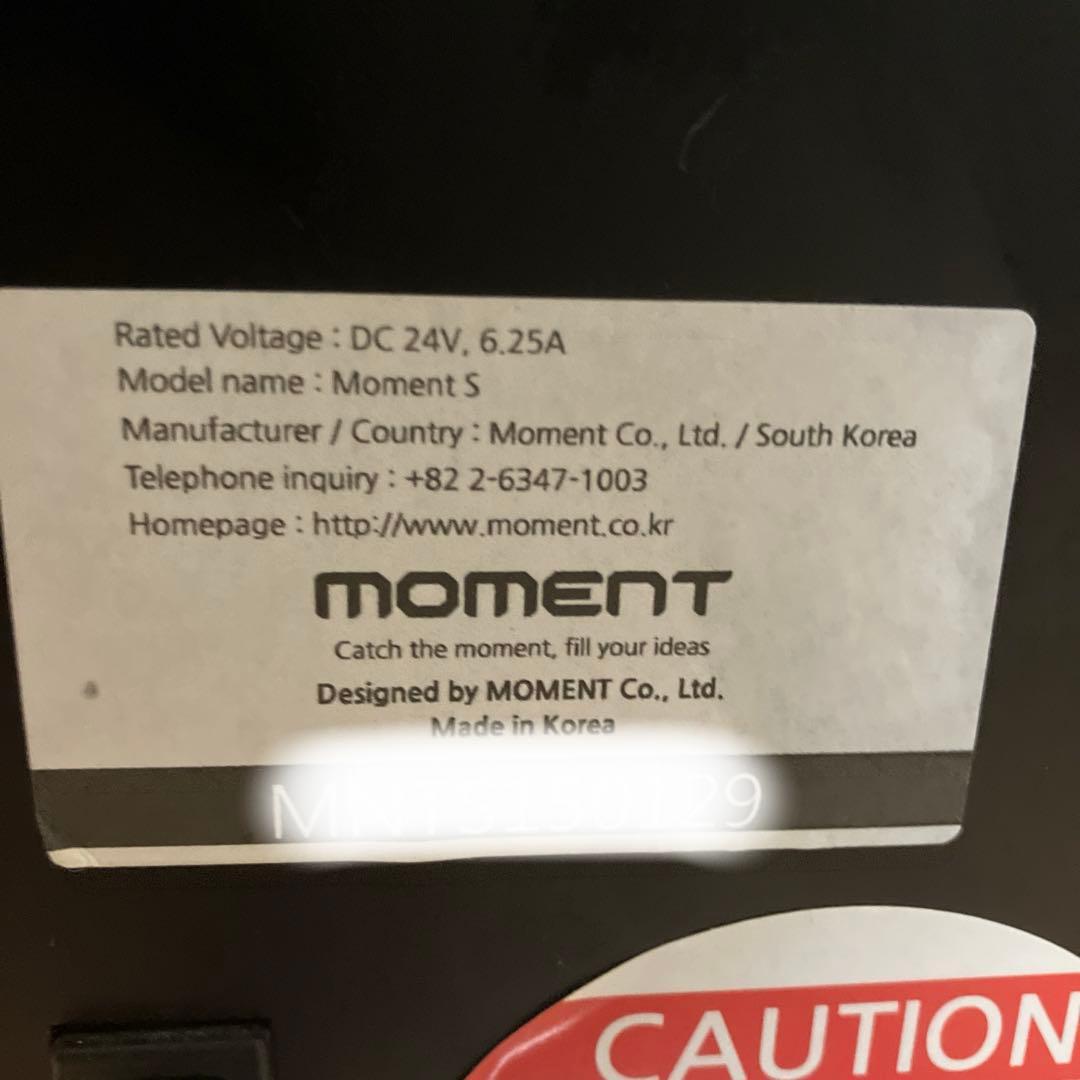 Rated Voltage : DC 24V, 6.25A
Model name : Moment S
Manufacturer / Country : Moment Co., Ltd. / South Korea
Telephone inquiry : +82 2-6347-1003
Homepage : http://www.moment.co.kr
MOMENT
Catch the moment, fill your ideas
Designed by MOMENT Co., Ltd.
Made in Korea
CAUTION